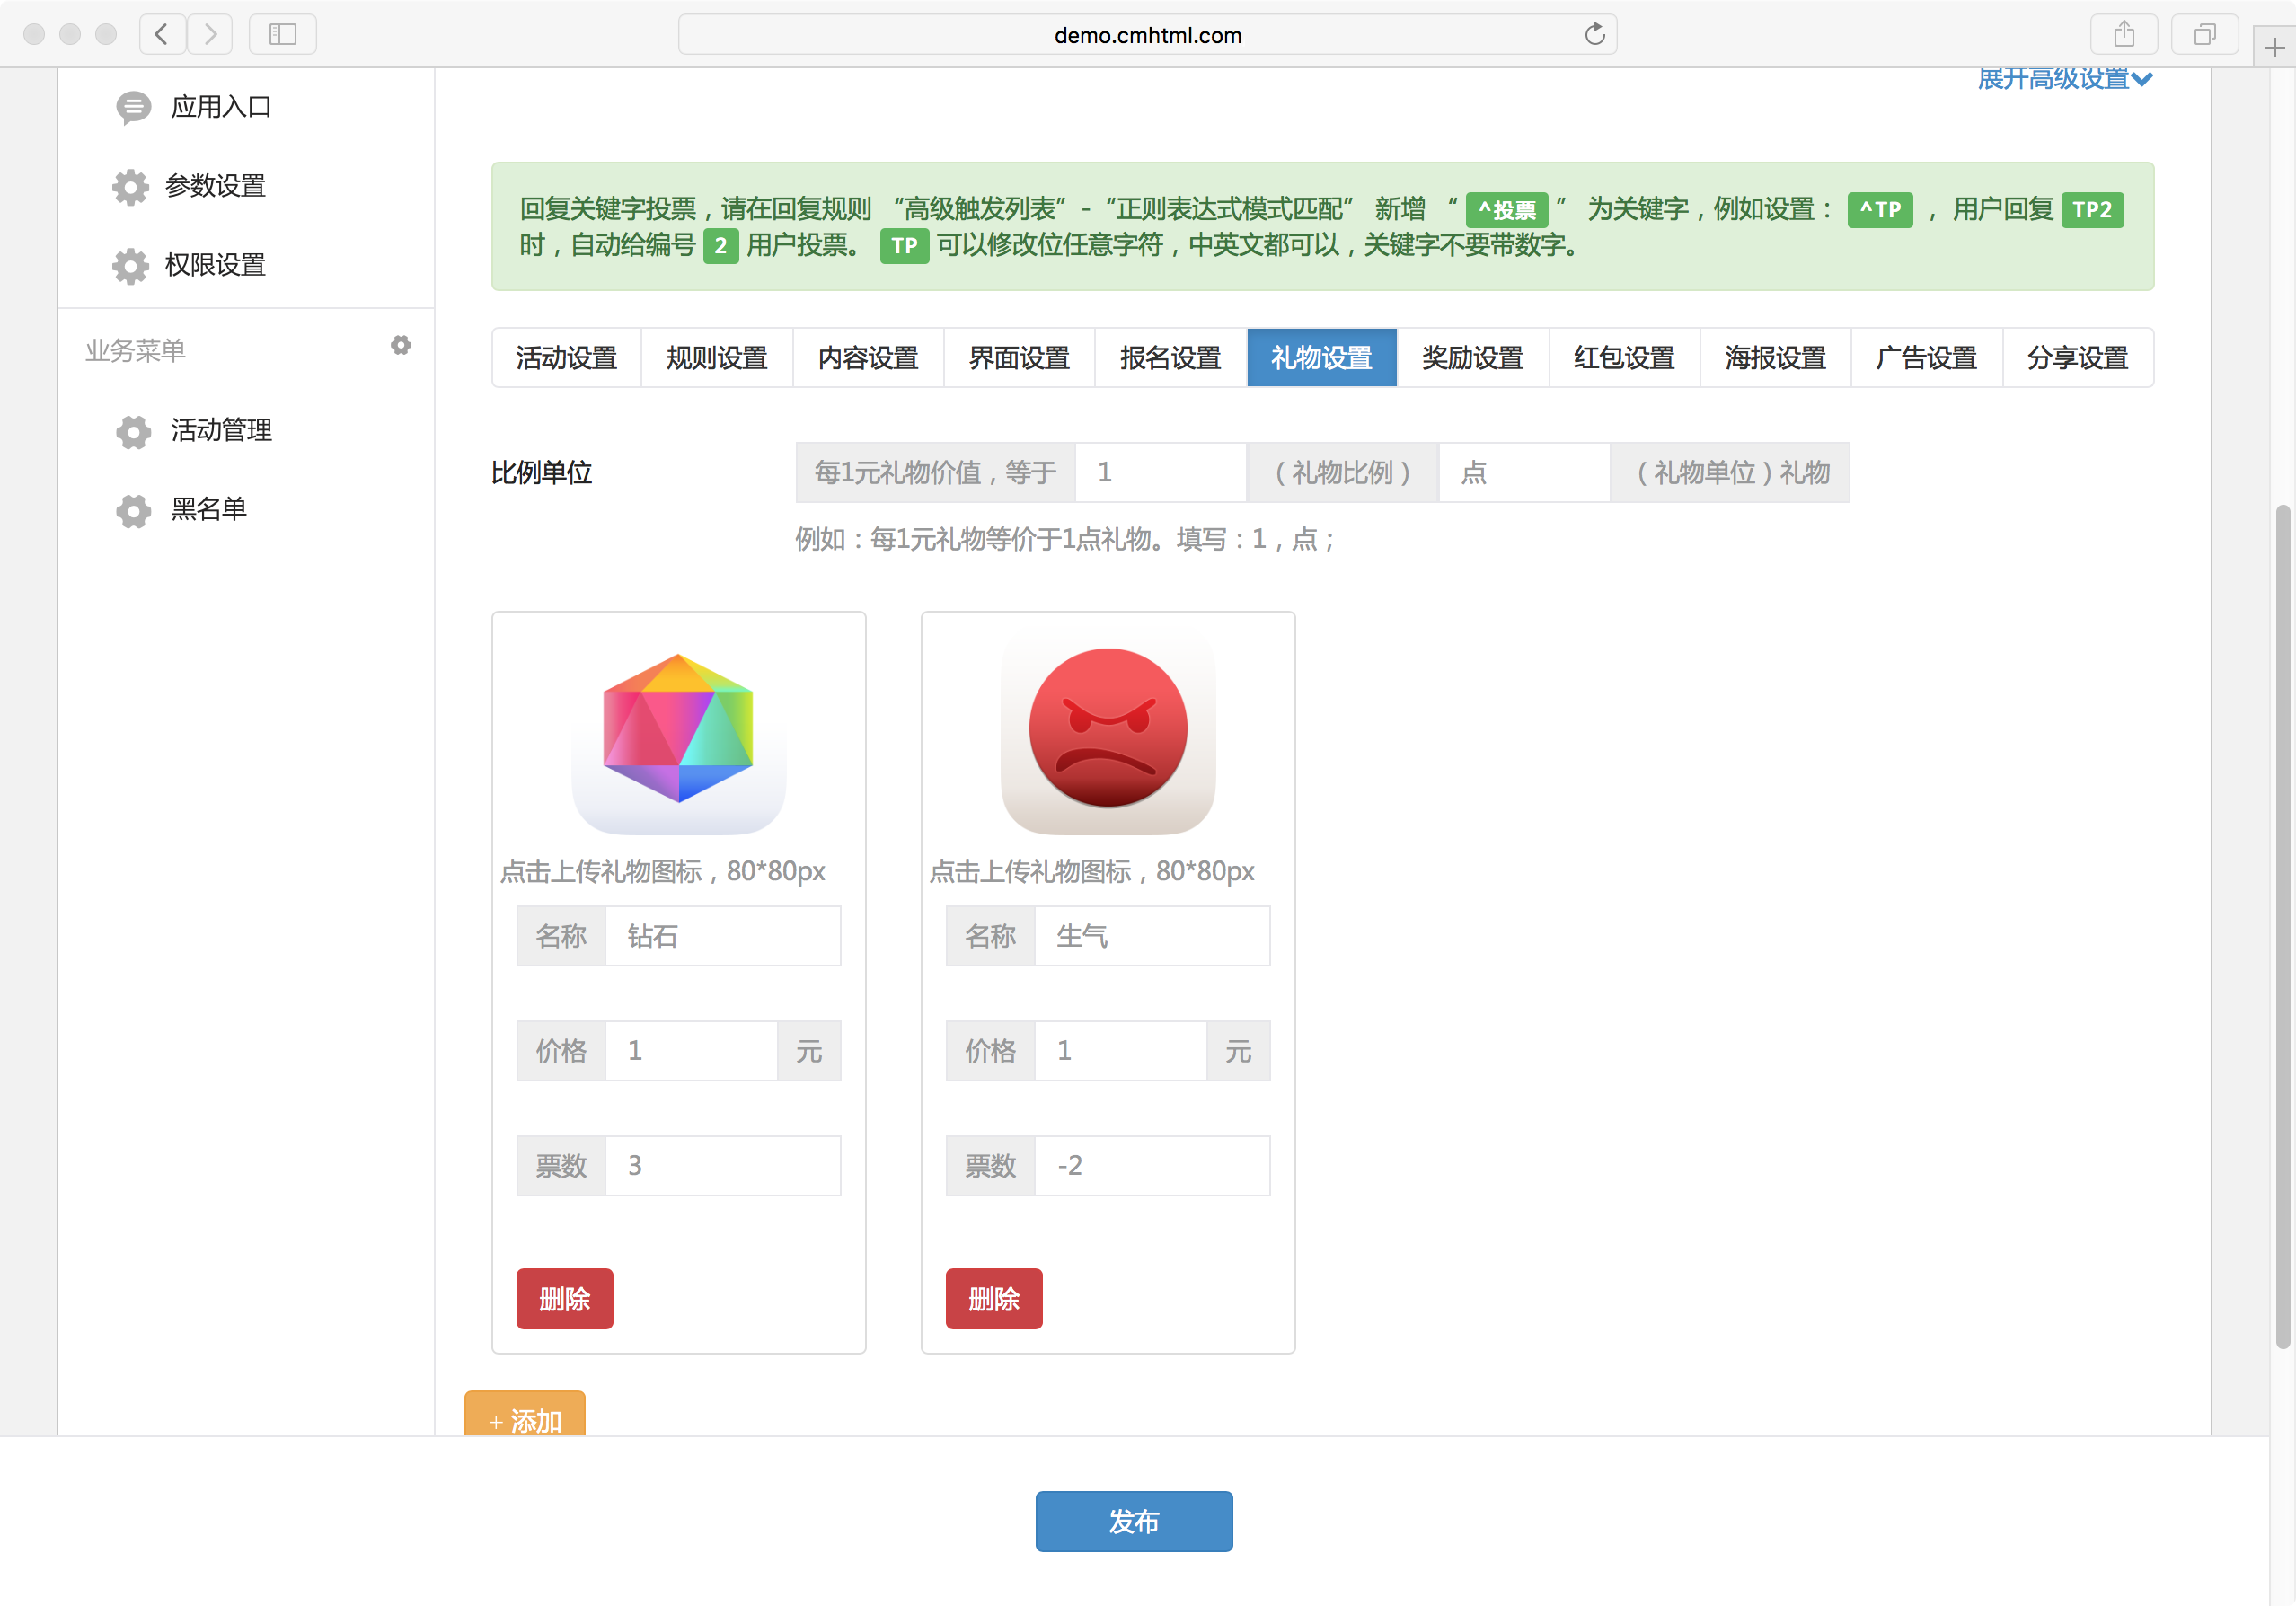 demo.cmhtml.com
展开高级设置
应用入口
参数设置
权限设置
业务菜单
活动管理
黑名单
回复关键字投票，请在回复规则 “高级触发列表” - “正则表达式模式匹配” 新增 “ ^投票 ” 为关键字，例如设置： ^TP ， 用户回复 TP2
时，自动给编号 2 用户投票。 TP 可以修改位任意字符，中英文都可以，关键字不要带数字。
活动设置 规则设置 内容设置 界面设置 报名设置 礼物设置 奖励设置 红包设置 海报设置 广告设置 分享设置
比例单位 每1元礼物价值，等于 1 （礼物比例） 点 （礼物单位）礼物
例如：每1元礼物等价于1点礼物。填写：1，点；
点击上传礼物图标，80*80px
名称 钻石
价格 1 元
票数 3
删除
点击上传礼物图标，80*80px
名称 生气
价格 1 元
票数 -2
删除
+ 添加
发布